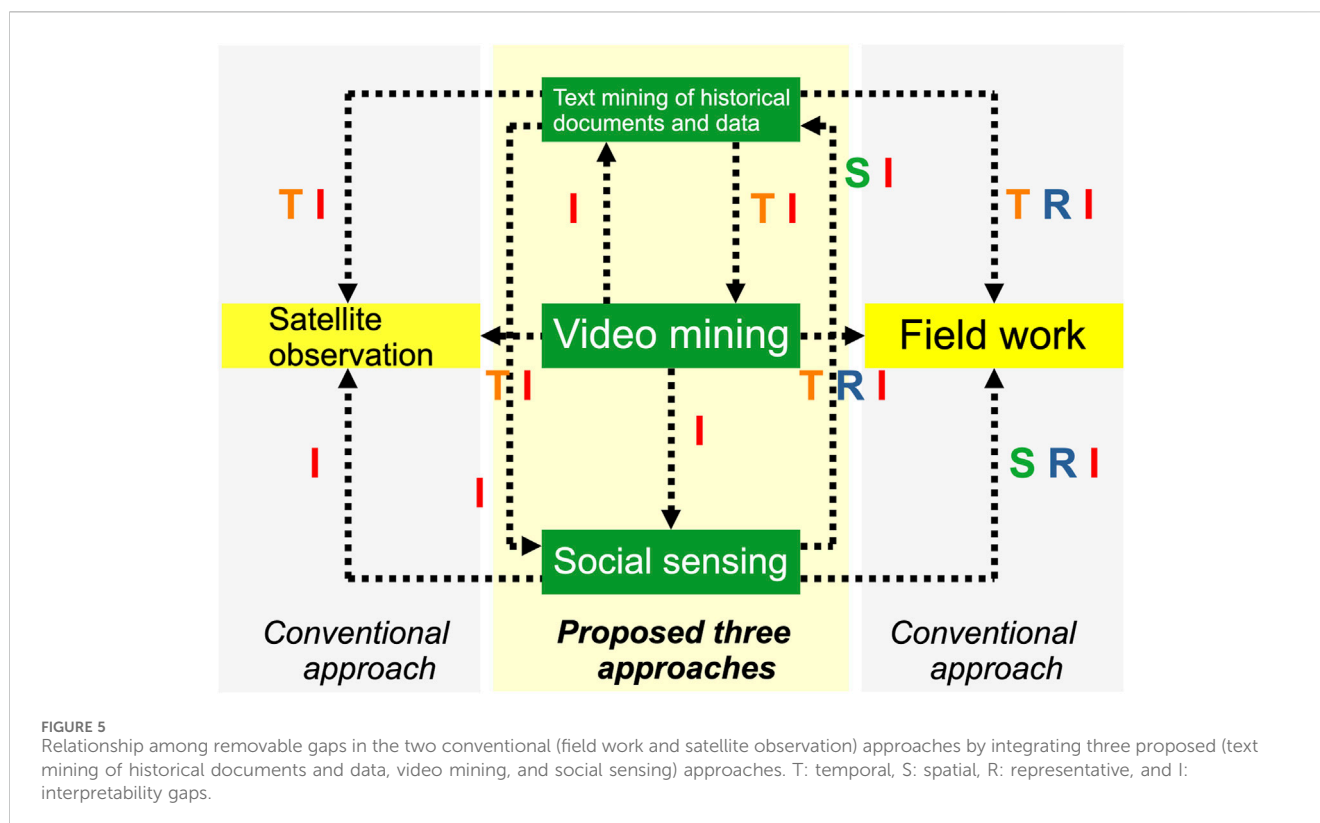 Text mining of historical
documents and data
S I
T I
I
T I
T R I
Satellite
observation
Video mining
Field work
T I
T R I
I
I
S R I
I
Social sensing
Conventional
approach
Proposed three
approaches
Conventional
approach
FIGURE 5
Relationship among removable gaps in the two conventional (field work and satellite observation) approaches by integrating three proposed (text
mining of historical documents and data, video mining, and social sensing) approaches. T: temporal, S: spatial, R: representative, and I:
interpretability gaps.